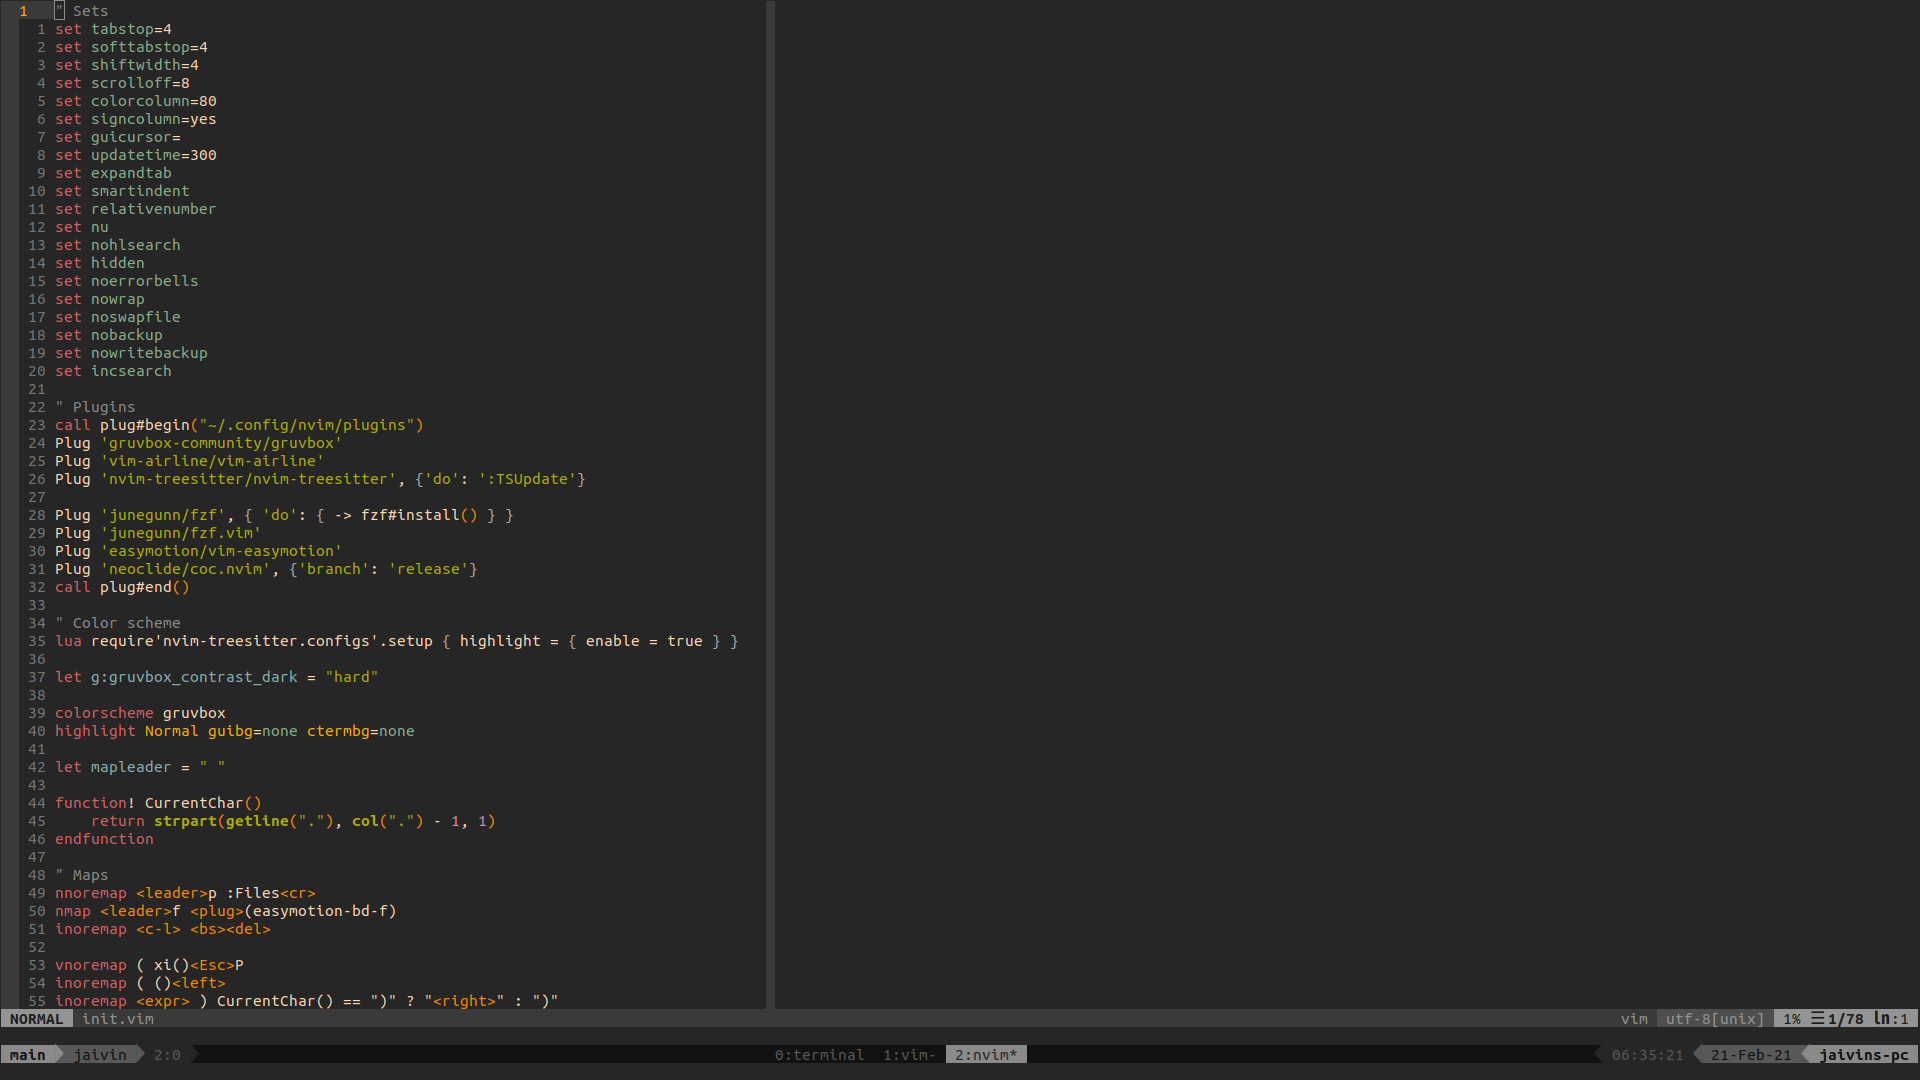 1   " Sets
  1 set tabstop=4
  2 set softtabstop=4
  3 set shiftwidth=4
  4 set scrolloff=8
  5 set colorcolumn=80
  6 set signcolumn=yes
  7 set guicursor=
  8 set updatetime=300
  9 set expandtab
 10 set smartindent
 11 set relativenumber
 12 set nu
 13 set nohlsearch
 14 set hidden
 15 set noerrorbells
 16 set nowrap
 17 set noswapfile
 18 set nobackup
 19 set nowritebackup
 20 set incsearch
 21
 22 " Plugins
 23 call plug#begin("~/.config/nvim/plugins")
 24 Plug 'gruvbox-community/gruvbox'
 25 Plug 'vim-airline/vim-airline'
 26 Plug 'nvim-treesitter/nvim-treesitter', {'do': ':TSUpdate'}
 27
 28 Plug 'junegunn/fzf', { 'do': { -> fzf#install() } }
 29 Plug 'junegunn/fzf.vim'
 30 Plug 'easymotion/vim-easymotion'
 31 Plug 'neoclide/coc.nvim', {'branch': 'release'}
 32 call plug#end()
 33
 34 " Color scheme
 35 lua require'nvim-treesitter.configs'.setup { highlight = { enable = true } }
 36
 37 let g:gruvbox_contrast_dark = "hard"
 38
 39 colorscheme gruvbox
 40 highlight Normal guibg=none ctermbg=none
 41
 42 let mapleader = " "
 43
 44 function! CurrentChar()
 45     return strpart(getline("."), col(".") - 1, 1)
 46 endfunction
 47
 48 " Maps
 49 nnoremap <leader>p :Files<cr>
 50 nmap <leader>f <plug>(easymotion-bd-f)
 51 inoremap <c-l> <bs><del>
 52
 53 vnoremap ( xi()<Esc>P
 54 inoremap ( ()<left>
 55 inoremap <expr> ) CurrentChar() == ")" ? "<right>" : ")"
NORMAL init.vim vim utf-8[unix] 1% ☰ 1/78 ln:1
main jaivin 2:0 0:terminal 1:vim- 2:nvim* 06:35:21 21-Feb-21 jaivins-pc